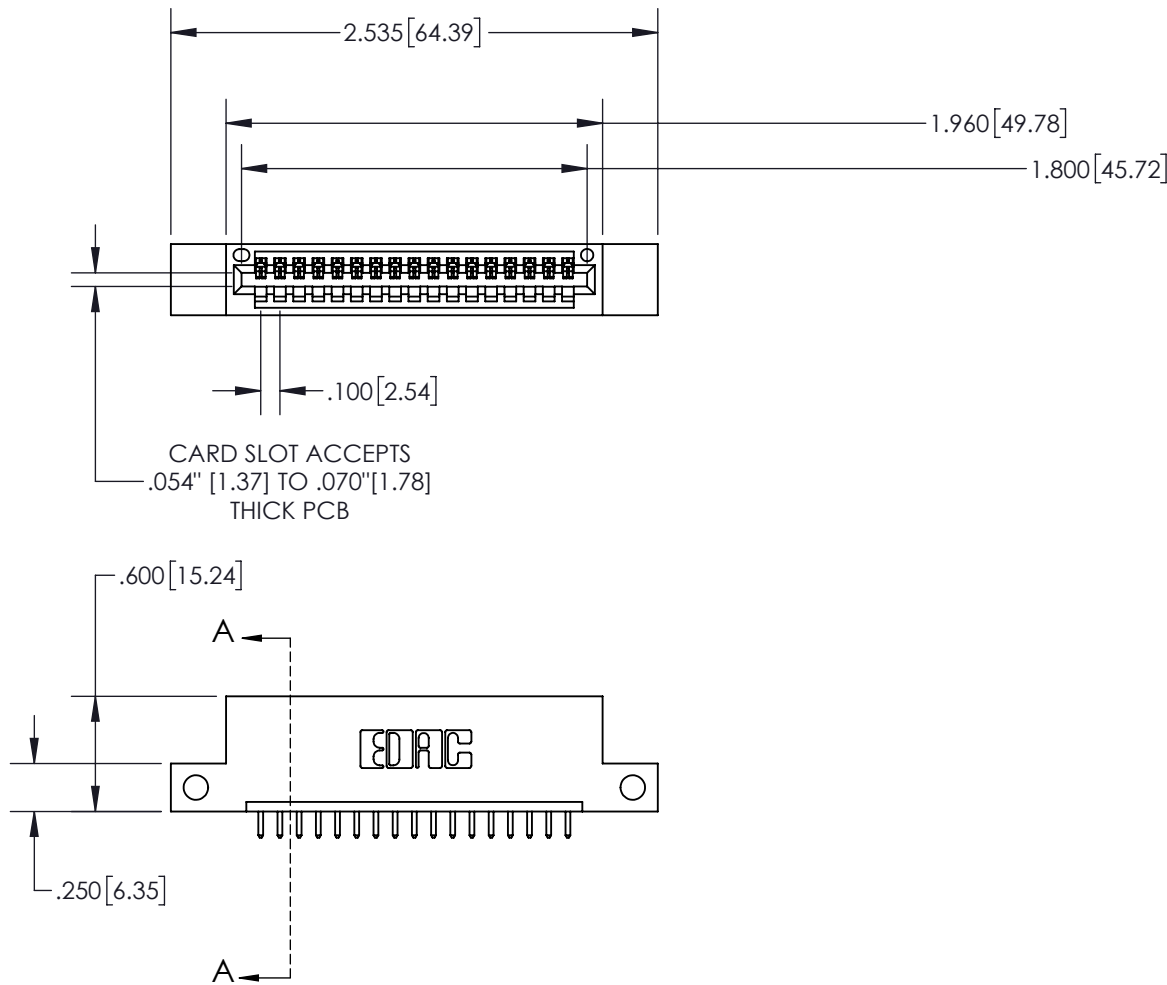 2.535[64.39]
1.960[49.78]
1.800[45.72]
.100[2.54]
CARD SLOT ACCEPTS
.054" [1.37] TO .070"[1.78]
THICK PCB
.600[15.24]
A
EDAC
.250[6.35]
A